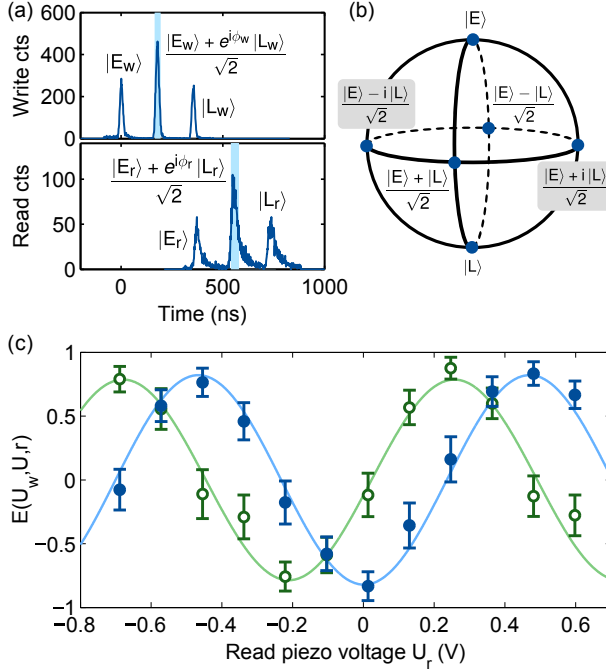 (a)
600
400
200
0
Write cts
|E_w⟩
|E_w⟩ + e^{iϕ_w} |L_w⟩
√2
|L_w⟩
150
100
50
0
Read cts
|E_r⟩ + e^{iϕ_r} |L_r⟩
√2
|E_r⟩
|L_r⟩
0 500 1000
Time (ns)
(b)
|E⟩
|E⟩ − i |L⟩
√2
|E⟩ − |L⟩
√2
|E⟩ + |L⟩
√2
|E⟩ + i |L⟩
√2
|L⟩
(c)
1
0.5
0
−0.5
−1
E(U_w,U,r)
−0.8 −0.6 −0.4 −0.2 0 0.2 0.4 0.6
Read piezo voltage U_r (V)